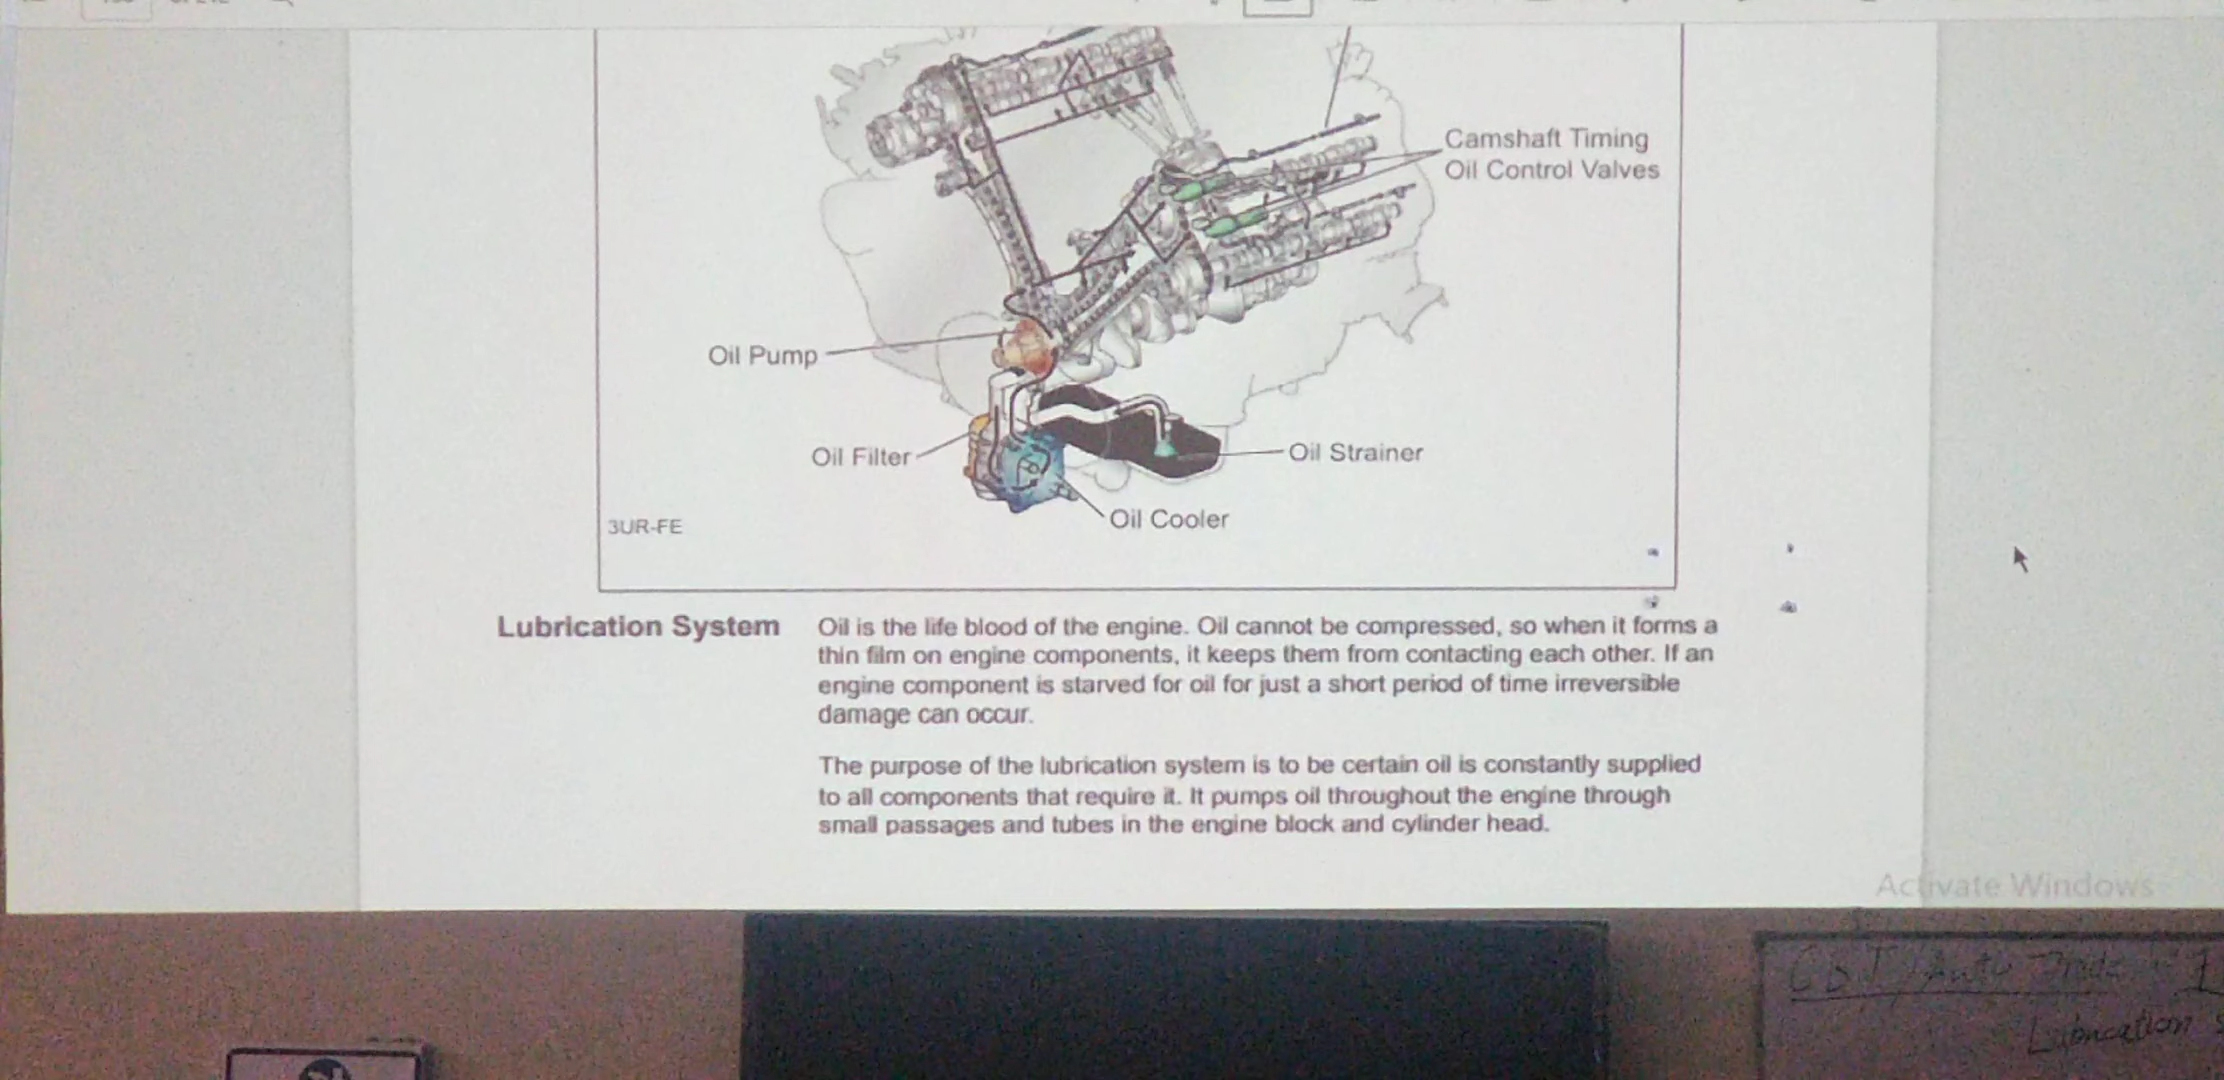 Camshaft Timing
Oil Control Valves
Oil Pump
Oil Filter
Oil Strainer
Oil Cooler
3UR-FE
Lubrication System
Oil is the life blood of the engine. Oil cannot be compressed, so when it forms a
thin film on engine components, it keeps them from contacting each other. If an
engine component is starved for oil for just a short period of time irreversible
damage can occur.
The purpose of the lubrication system is to be certain oil is constantly supplied
to all components that require it. It pumps oil throughout the engine through
small passages and tubes in the engine block and cylinder head.
Activate Windows
Lubrication